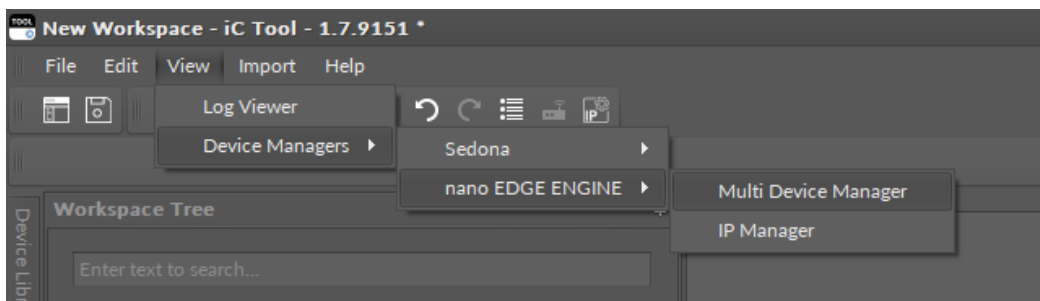 TOOL
New Workspace - iC Tool - 1.7.9151 *
File Edit View Import Help
Log Viewer
IP
Device Managers
Sedona
nano EDGE ENGINE
Multi Device Manager
IP Manager
Workspace Tree
Enter text to search...
Device